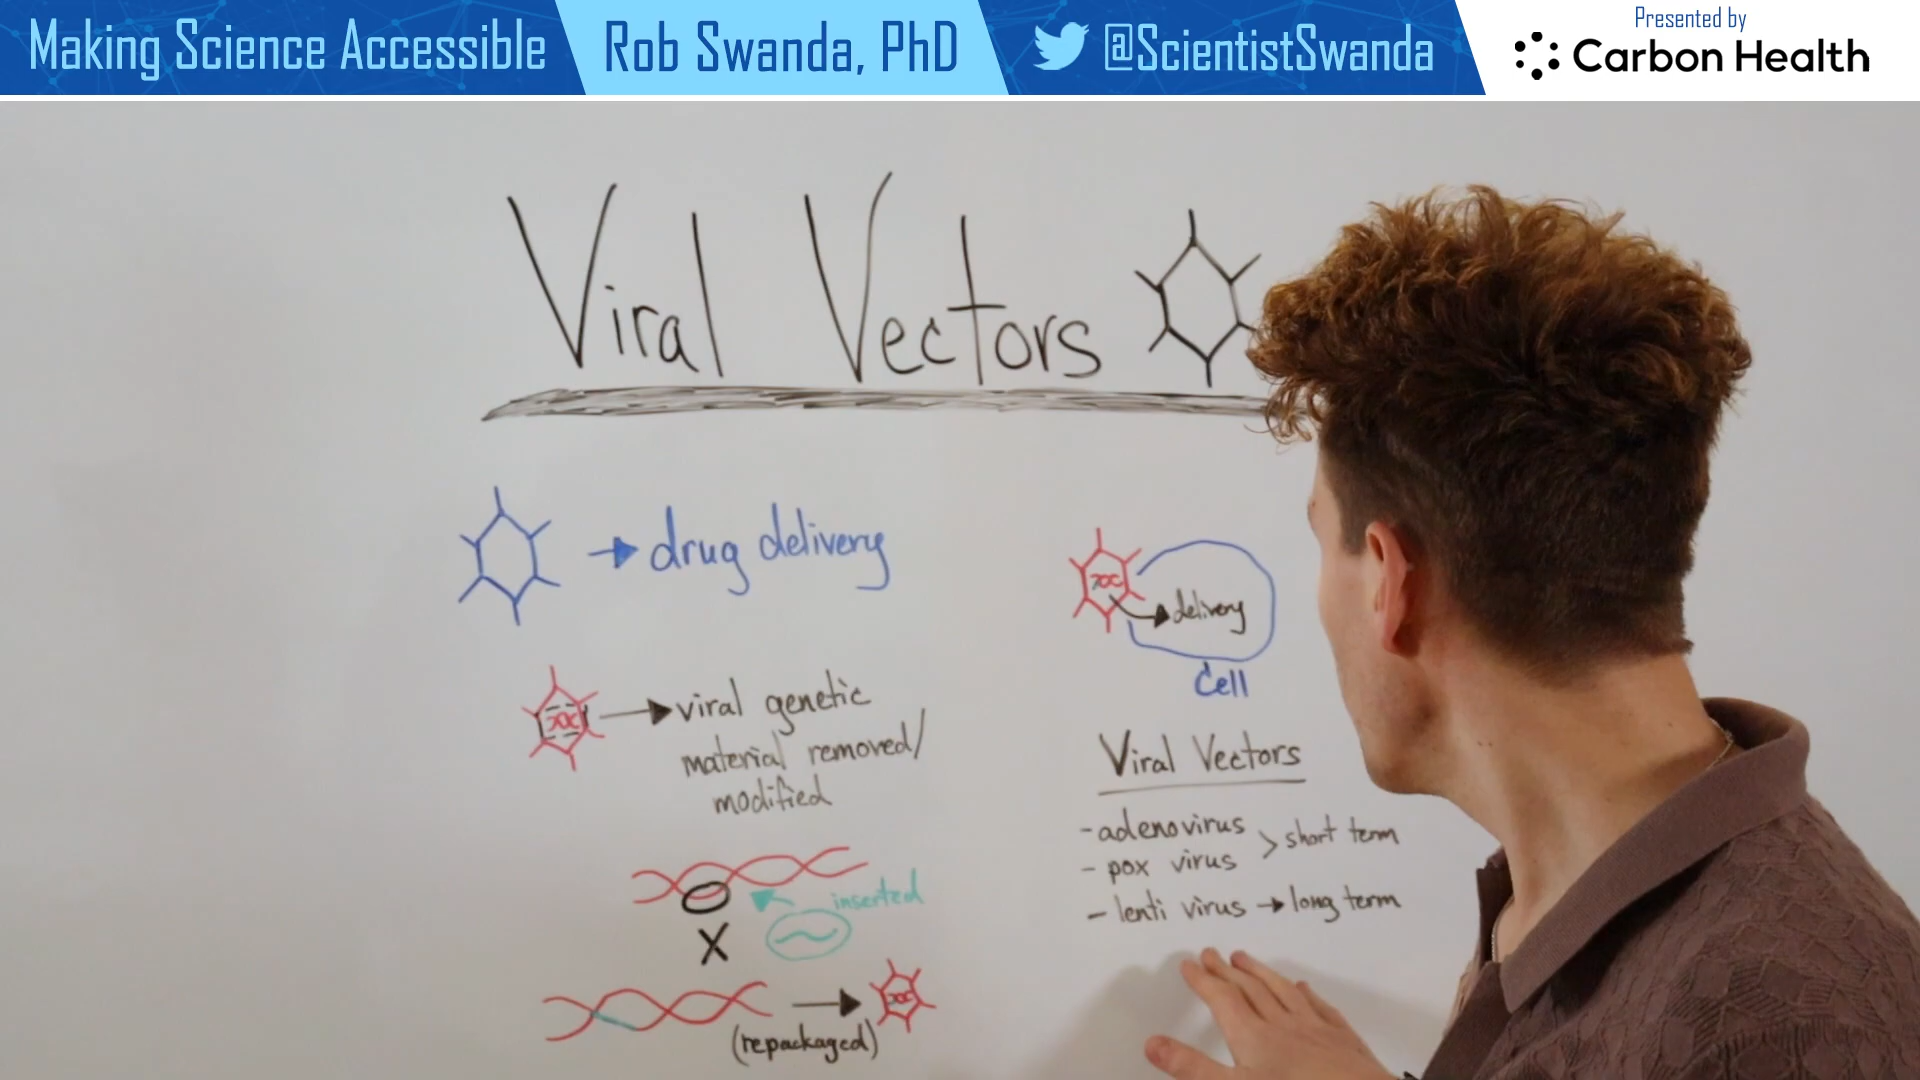 Making Science Accessible
Rob Swanda, PhD
@ScientistSwanda
Presented by
Carbon Health
Viral Vectors
→ drug delivery
→ viral genetic
material removed/
modified
inserted
X
→
(repackaged)
delivery
Cell
Viral Vectors
- adenovirus
- pox virus
> short term
- lenti virus → long term